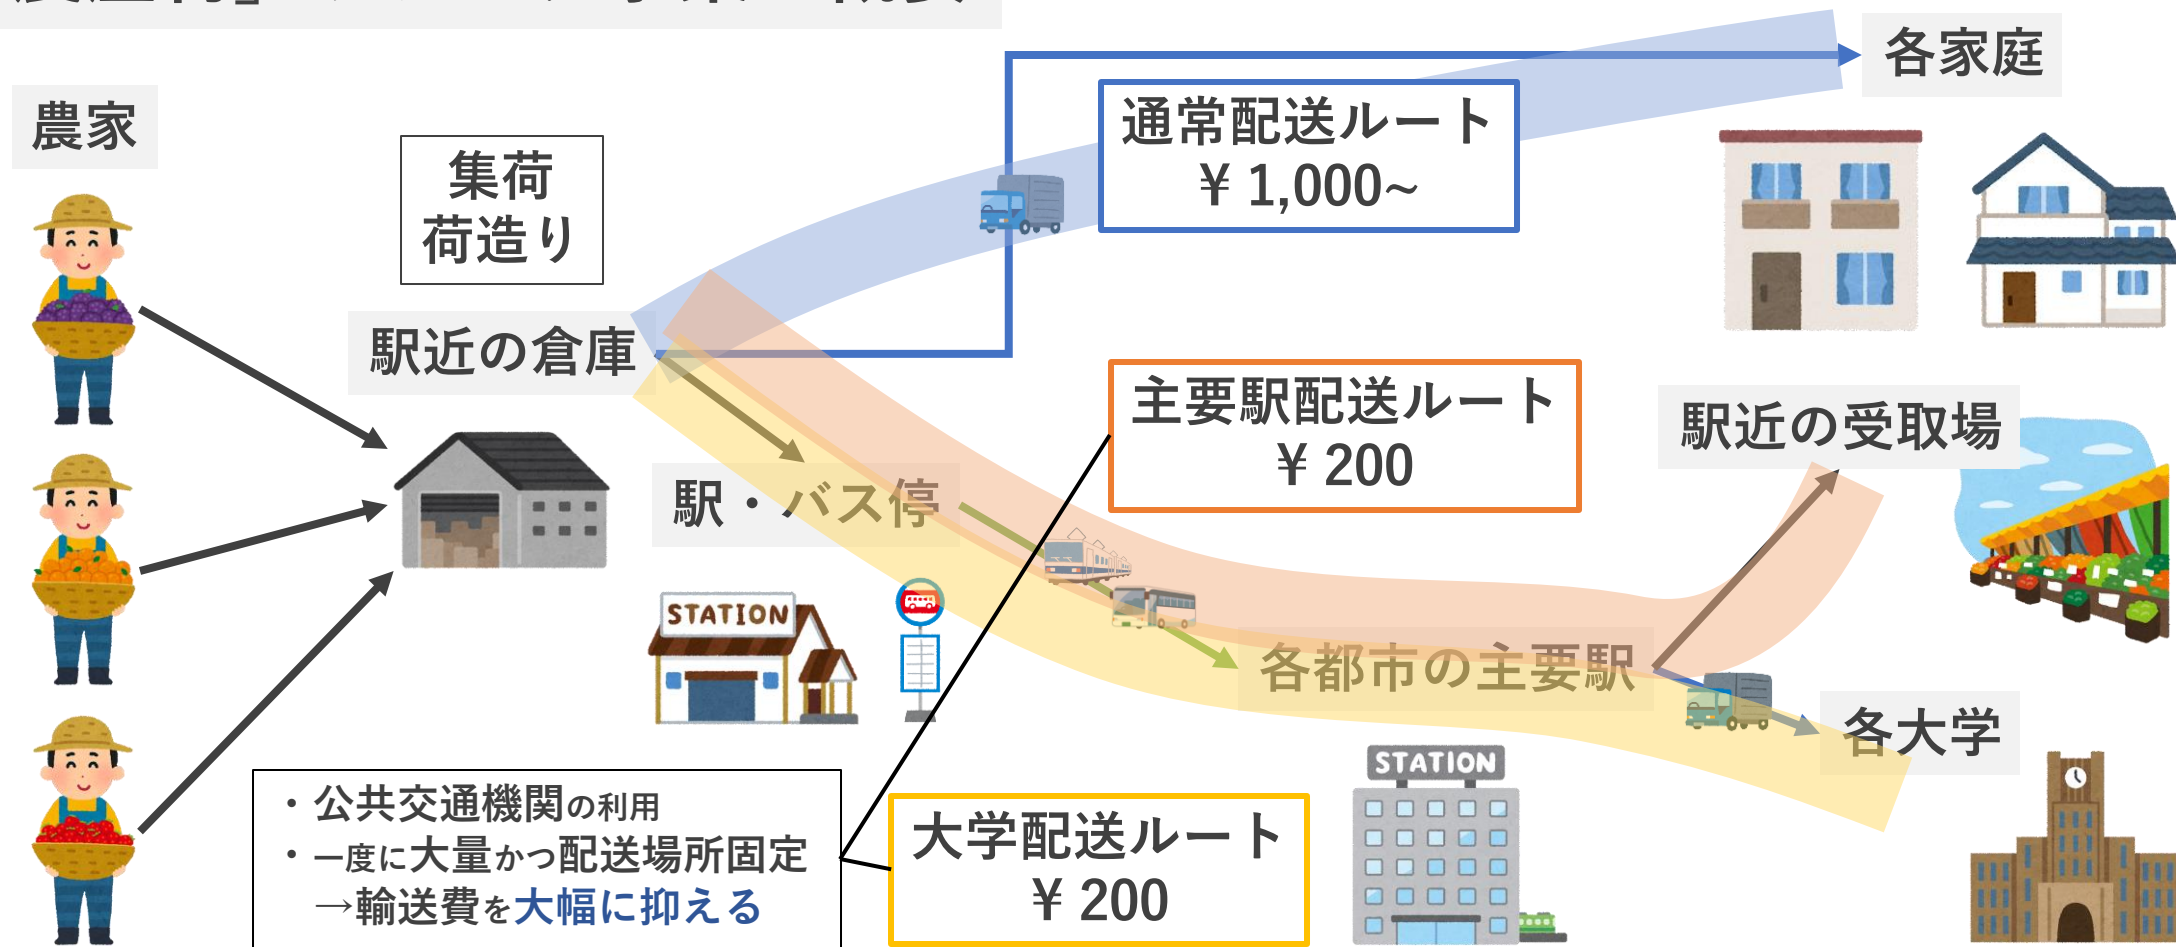 農家
集荷
荷造り
駅近の倉庫
通常配送ルート
¥ 1,000~
各家庭
主要駅配送ルート
¥ 200
駅近の受取場
駅・バス停
STATION
各都市の主要駅
各大学
STATION
・公共交通機関の利用
・一度に大量かつ配送場所固定
→輸送費を大幅に抑える
大学配送ルート
¥ 200